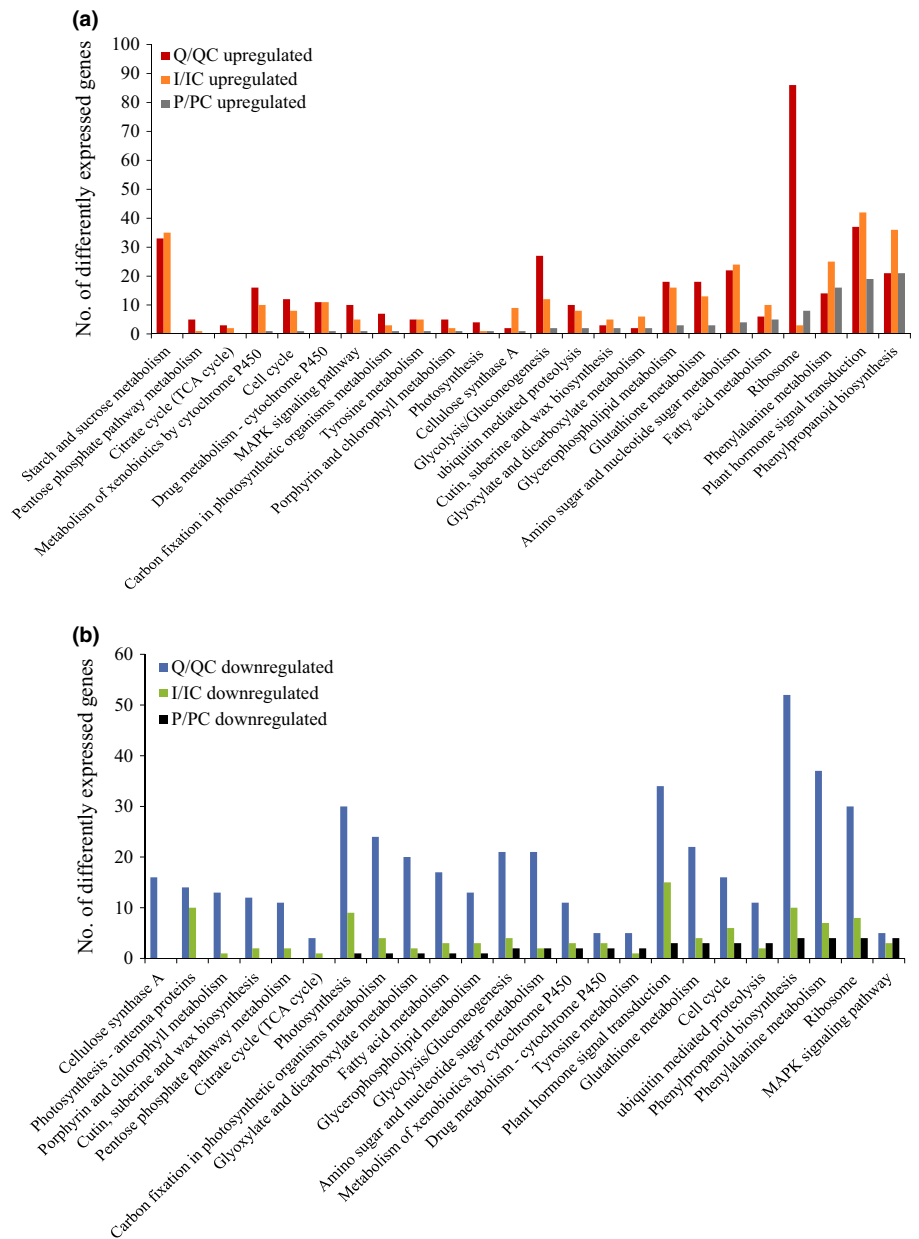 (a)
No. of differently expressed genes
100
90
80
70
60
50
40
30
20
10
0
Q/QC upregulated
I/IC upregulated
P/PC upregulated
Starch and sucrose metabolism
Pentose phosphate pathway metabolism
Citrate cycle (TCA cycle)
Metabolism of xenobiotics by cytochrome P450
Cell cycle
Drug metabolism - cytochrome P450
MAPK signaling pathway
Carbon fixation in photosynthetic organisms metabolism
Tyrosine metabolism
Porphyrin and chlorophyll metabolism
Photosynthesis
Cellulose synthase A
Glycolysis/Gluconeogenesis
ubiquitin mediated proteolysis
Cutin, suberine and wax biosynthesis
Glyoxylate and dicarboxylate metabolism
Glycerophospholipid metabolism
Glutathione metabolism
Amino sugar and nucleotide sugar metabolism
Fatty acid metabolism
Ribosome
Phenylalanine metabolism
Plant hormone signal transduction
Phenylpropanoid biosynthesis
(b)
No. of differently expressed genes
60
50
40
30
20
10
0
Q/QC downregulated
I/IC downregulated
P/PC downregulated
Cellulose synthase A
Photosynthesis - antenna proteins
Porphyrin and chlorophyll metabolism
Cutin, suberine and wax biosynthesis
Pentose phosphate pathway metabolism
Citrate cycle (TCA cycle)
Photosynthesis
Carbon fixation in photosynthetic organisms metabolism
Glyoxylate and dicarboxylate metabolism
Fatty acid metabolism
Glycerophospholipid metabolism
Glycolysis/Gluconeogenesis
Amino sugar and nucleotide sugar metabolism
Metabolism of xenobiotics by cytochrome P450
Drug metabolism - cytochrome P450
Tyrosine metabolism
Plant hormone signal transduction
Glutathione metabolism
Cell cycle
ubiquitin mediated proteolysis
Phenylpropanoid biosynthesis
Phenylalanine metabolism
Ribosome
MAPK signaling pathway